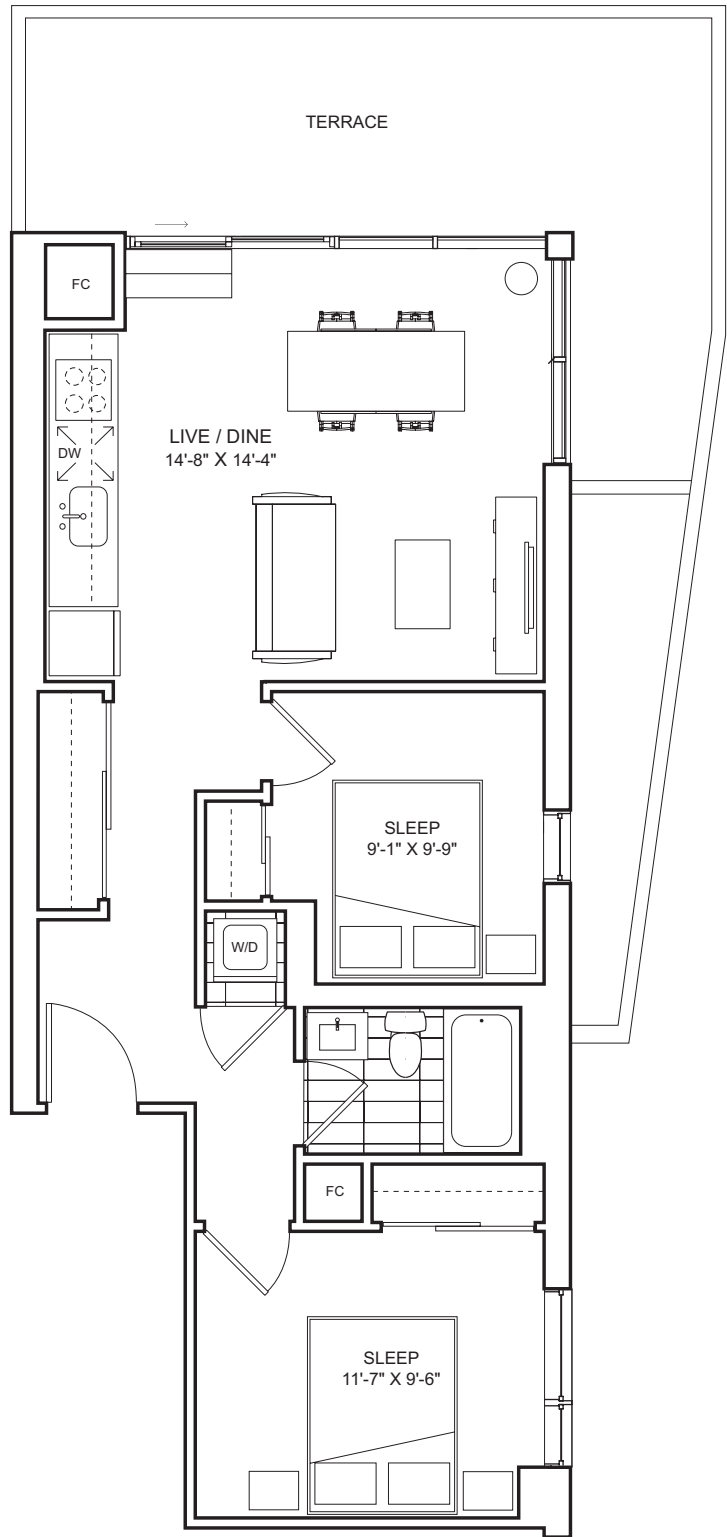 TERRACE
FC
LIVE / DINE
14'-8" X 14'-4"
DW
SLEEP
9'-1" X 9'-9"
W/D
FC
SLEEP
11'-7" X 9'-6"